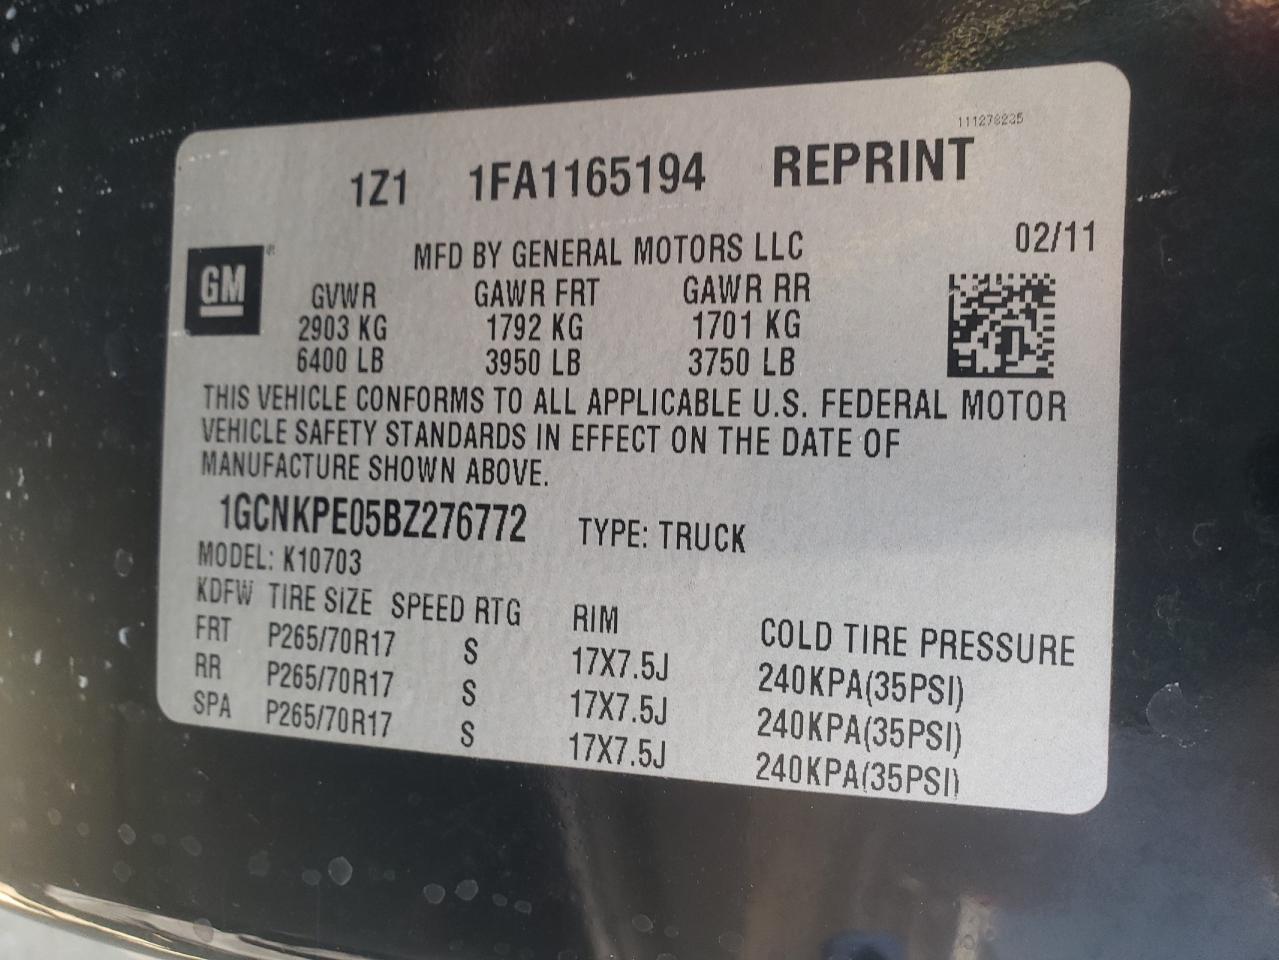 111278235
1Z1 1FA1165194 REPRINT
MFD BY GENERAL MOTORS LLC 02/11
GM
GVWR GAWR FRT GAWR RR
2903 KG 1792 KG 1701 KG
6400 LB 3950 LB 3750 LB
THIS VEHICLE CONFORMS TO ALL APPLICABLE U.S. FEDERAL MOTOR
VEHICLE SAFETY STANDARDS IN EFFECT ON THE DATE OF
MANUFACTURE SHOWN ABOVE.
1GCNKPE05BZ276772 TYPE: TRUCK
MODEL: K10703
KDFW TIRE SIZE SPEED RTG RIM COLD TIRE PRESSURE
FRT P265/70R17 S 17X7.5J 240KPA(35PSI)
RR P265/70R17 S 17X7.5J 240KPA(35PSI)
SPA P265/70R17 S 17X7.5J 240KPA(35PSI)